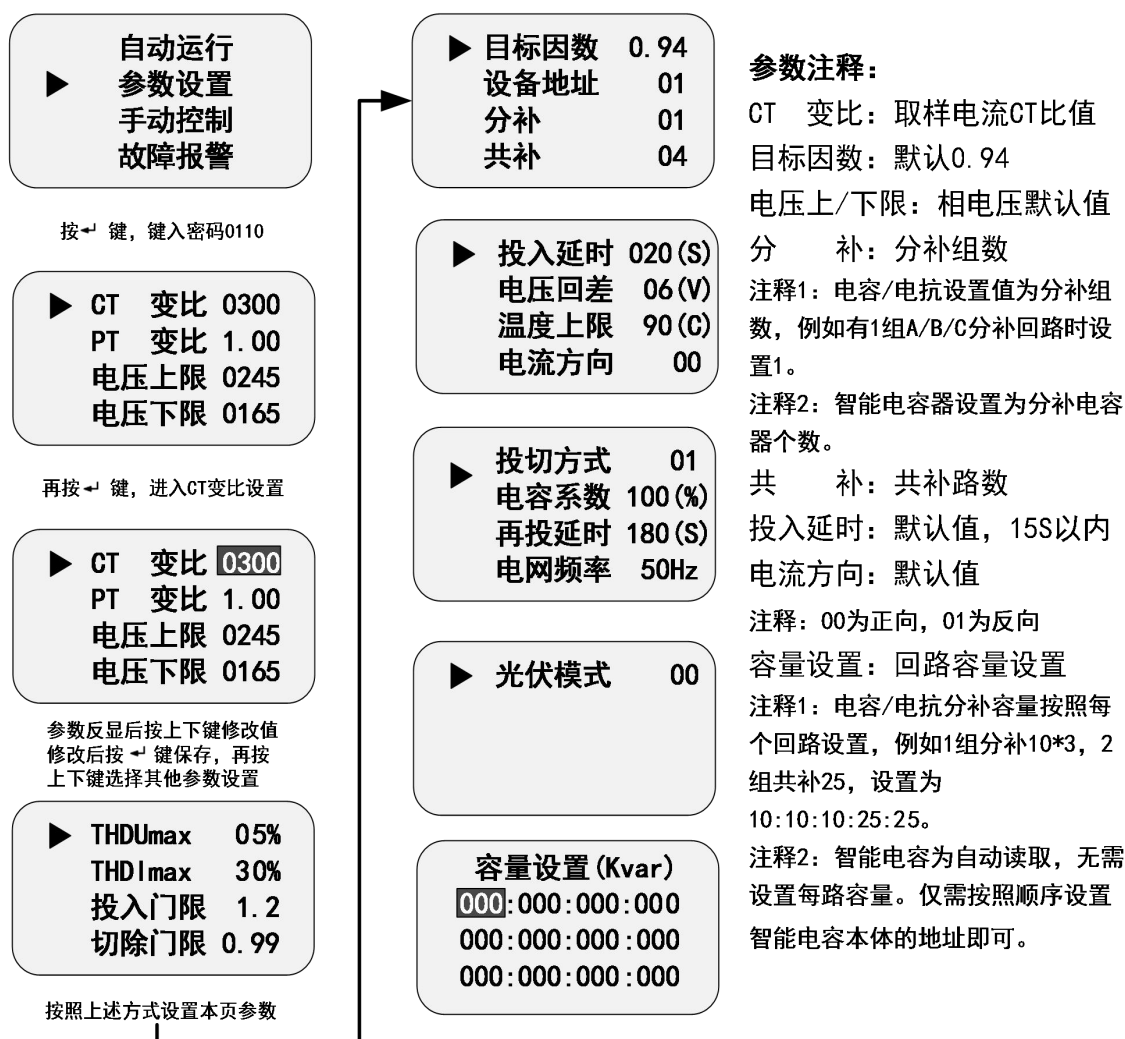 自动运行
▶ 参数设置
手动控制
故障报警
按↵ 键，键入密码0110
▶ CT 变比 0300
PT 变比 1.00
电压上限 0245
电压下限 0165
再按↵ 键，进入CT变比设置
▶ CT 变比 0300
PT 变比 1.00
电压上限 0245
电压下限 0165
参数反显后按上下键修改值
修改后按↵ 键保存，再按
上下键选择其他参数设置
▶ THDUmax 05%
THDImax 30%
投入门限 1.2
切除门限 0.99
按照上述方式设置本页参数
▶ 目标因数 0.94
设备地址 01
分补 01
共补 04
▶ 投入延时 020(S)
电压回差 06(V)
温度上限 90(C)
电流方向 00
▶ 投切方式 01
电容系数 100(%)
再投延时 180(S)
电网频率 50Hz
▶ 光伏模式 00
容量设置(Kvar)
000:000:000:000
000:000:000:000
000:000:000:000
参数注释：
CT 变比：取样电流CT比值
目标因数：默认0.94
电压上/下限：相电压默认值
分 补：分补组数
注释1：电容/电抗设置值为分补组
数，例如有1组A/B/C分补回路时设
置1。
注释2：智能电容器设置为分补电容
器个数。
共 补：共补路数
投入延时：默认值，15S以内
电流方向：默认值
注释：00为正向，01为反向
容量设置：回路容量设置
注释1：电容/电抗分补容量按照每
个回路设置，例如1组分补10*3，2
组共补25，设置为
10:10:10:25:25。
注释2：智能电容为自动读取，无需
设置每路容量。仅需按照顺序设置
智能电容本体的地址即可。